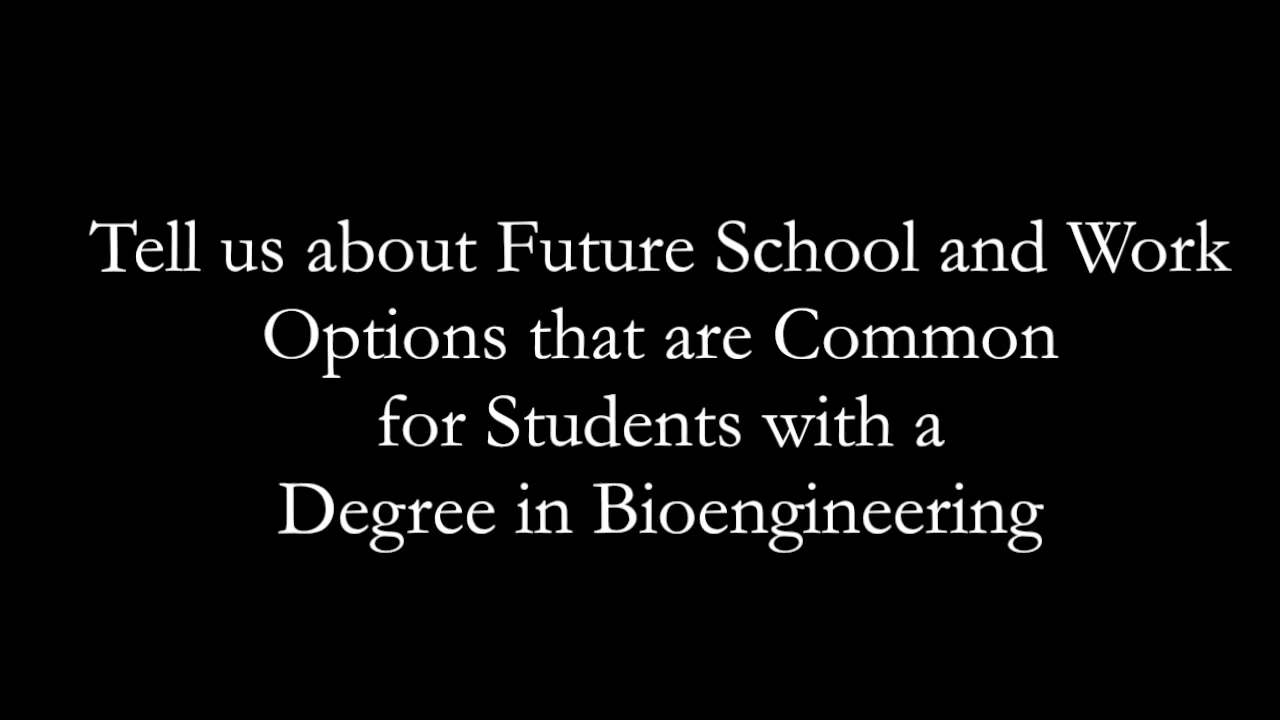 Tell us about Future School and Work
Options that are Common
for Students with a
Degree in Bioengineering